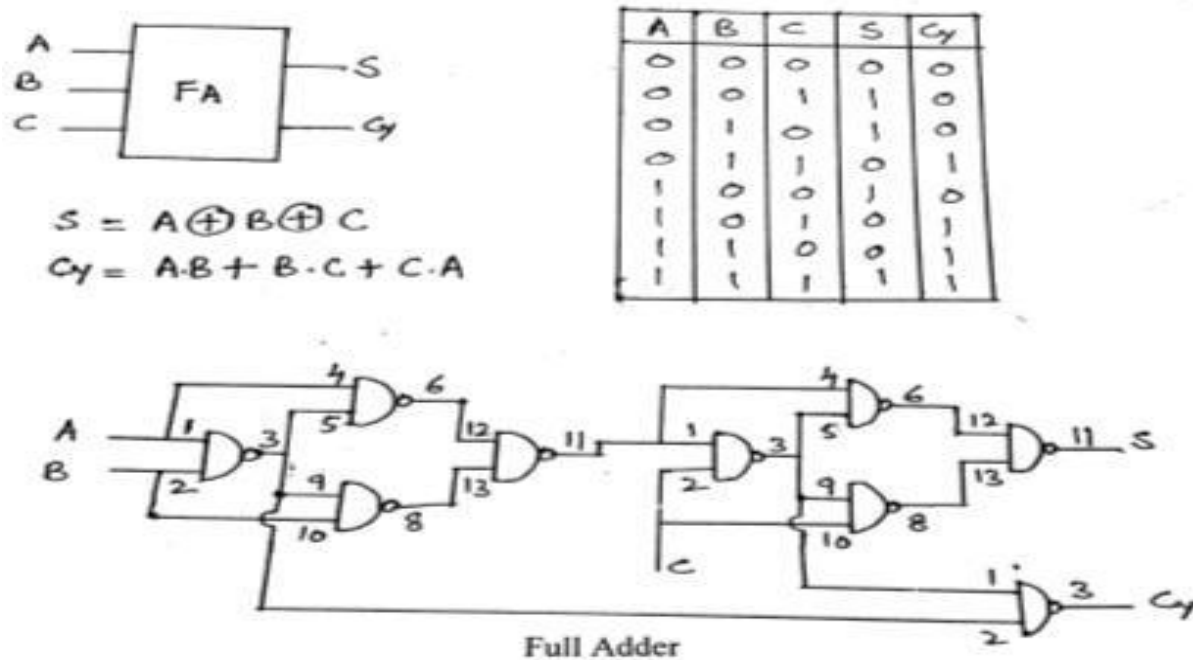 A
B
C
FA
S
Cy
S = A⊕B⊕C
Cy = A.B + B.C + C.A
A B C S Cy
0 0 0 0 0
0 0 1 1 0
0 1 0 1 0
0 1 1 0 1
1 0 0 1 0
1 0 1 0 1
1 1 0 0 1
1 1 1 1 1
A
B
1
2
3
4
5
6
9
10
8
12
13
11
C
1
2
3
4
5
6
9
10
8
12
13
11
S
1
2
3
Cy
Full Adder